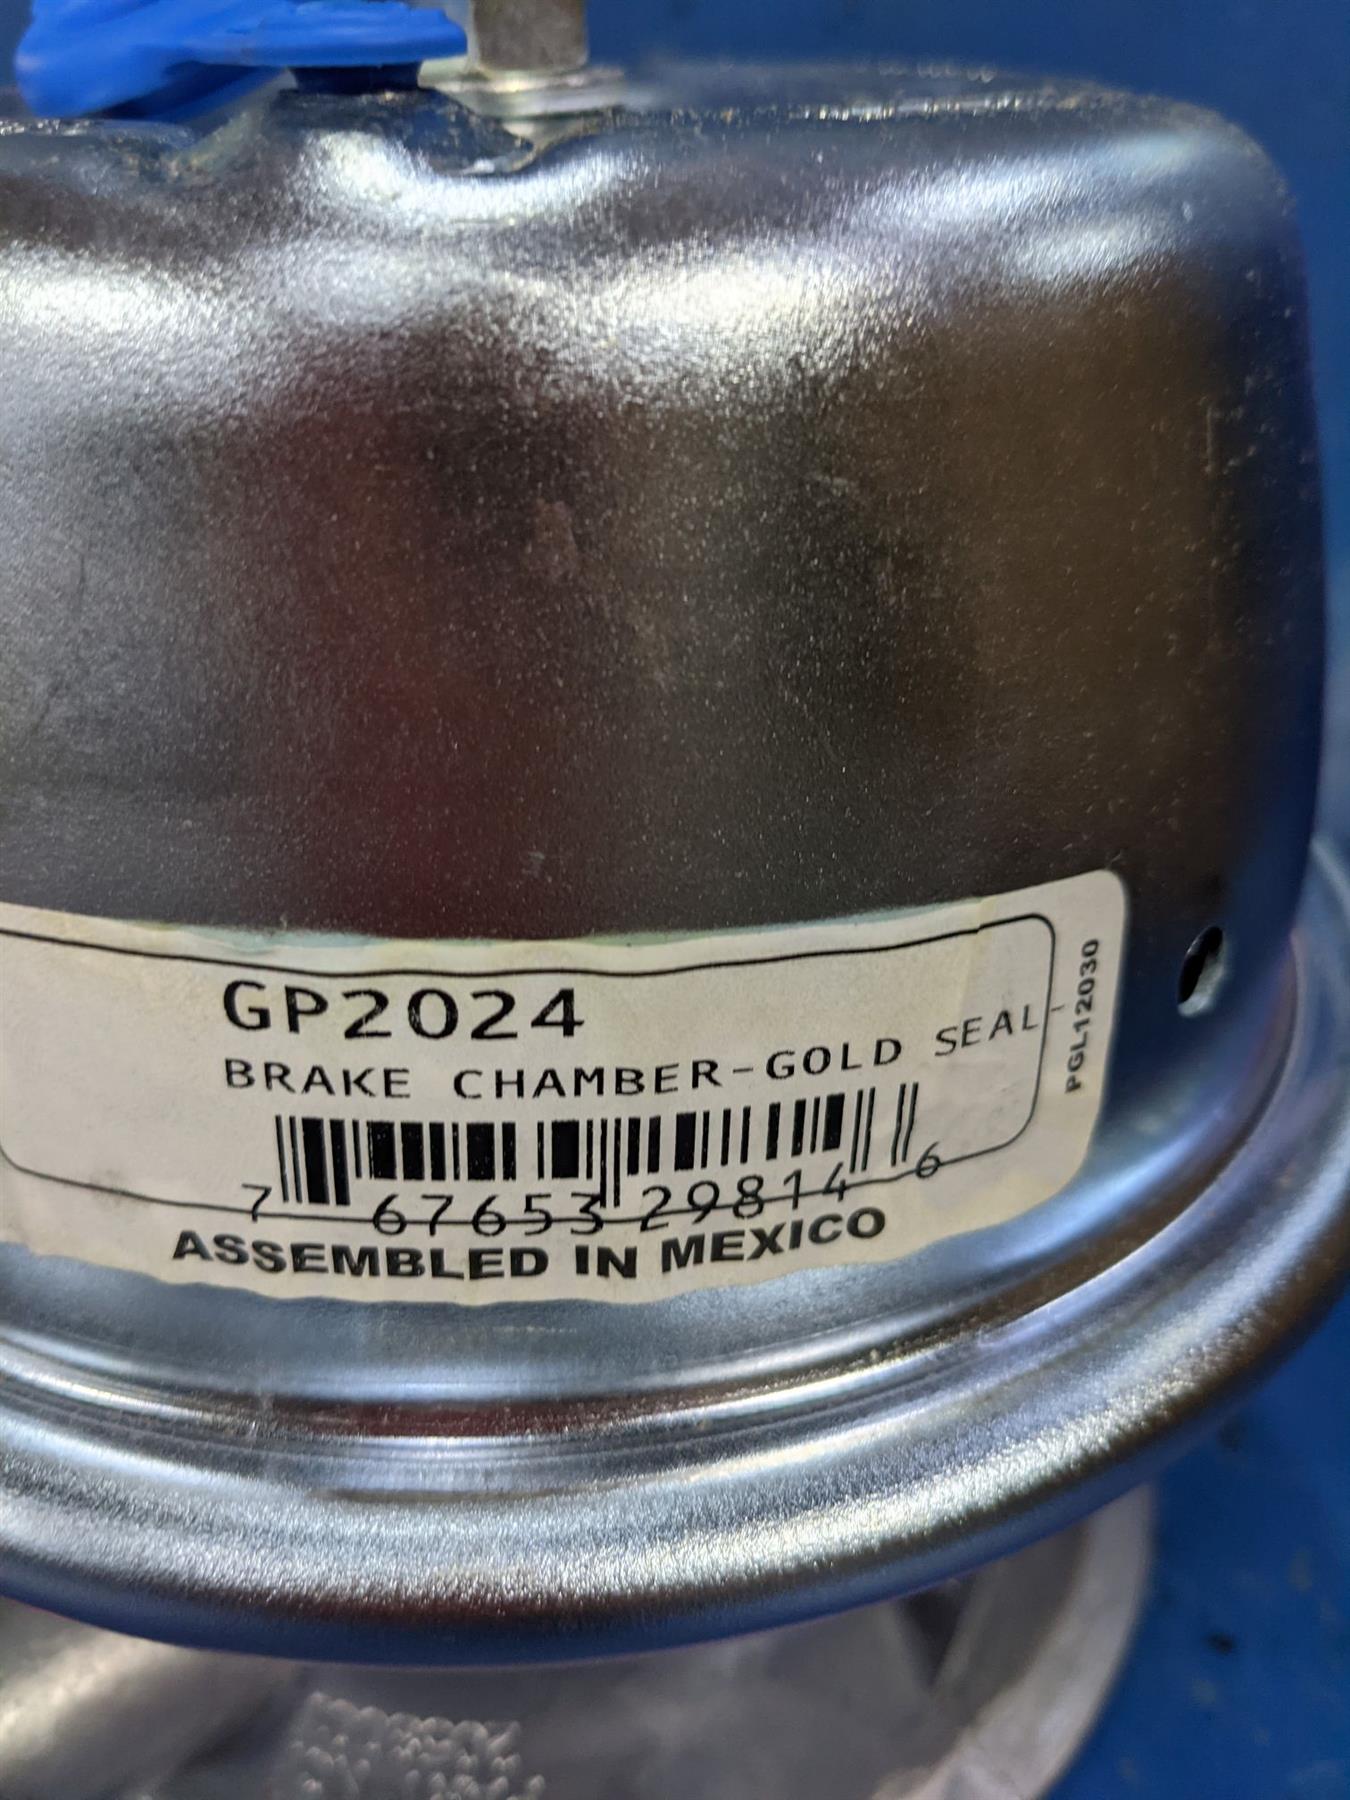 GP2024
BRAKE CHAMBER-GOLD SEAL-
7 67653 29814 6
ASSEMBLED IN MEXICO
PGL12030